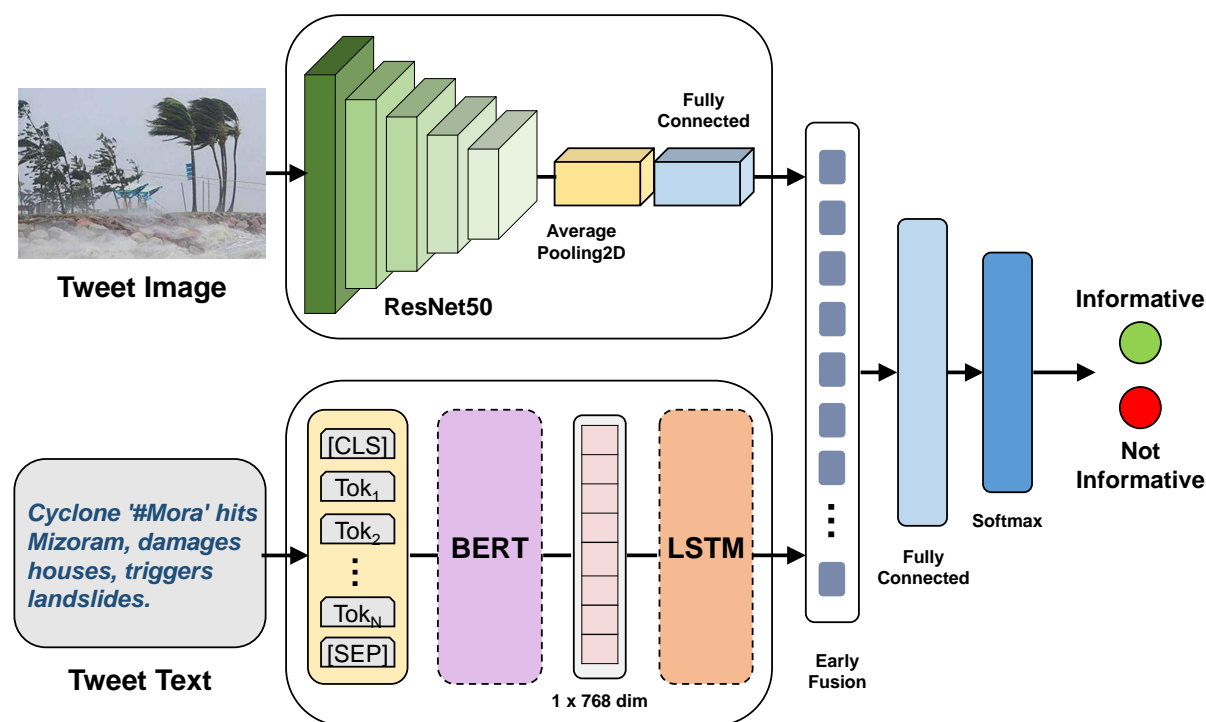 Tweet Image
ResNet50
Average
Pooling2D
Fully
Connected
Cyclone '#Mora' hits
Mizoram, damages
houses, triggers
landslides.
Tweet Text
[CLS]
Tok1
Tok2
⋮
TokN
[SEP]
BERT
1 x 768 dim
LSTM
Early
Fusion
Fully
Connected
Softmax
Informative
Not
Informative